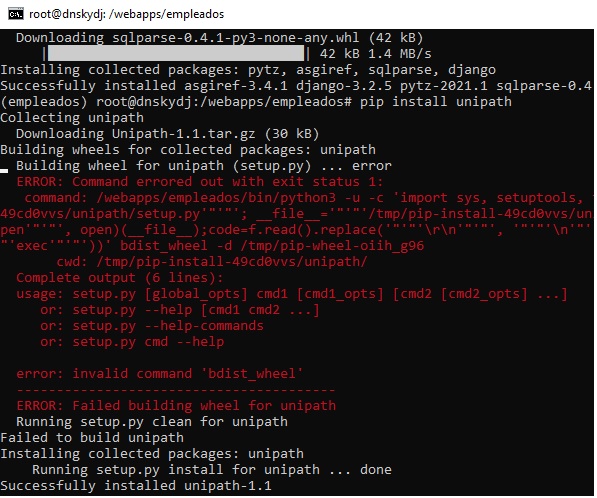 root@dnskydj: /webapps/empleados
Downloading sqlparse-0.4.1-py3-none-any.whl (42 kB)
|████████████████████████████████| 42 kB 1.4 MB/s
Installing collected packages: pytz, asgiref, sqlparse, django
Successfully installed asgiref-3.4.1 django-3.2.5 pytz-2021.1 sqlparse-0.4
(empleados) root@dnskydj:/webapps/empleados# pip install unipath
Collecting unipath
Downloading Unipath-1.1.tar.gz (30 kB)
Building wheels for collected packages: unipath
Building wheel for unipath (setup.py) ... error
ERROR: Command errored out with exit status 1:
command: /webapps/empleados/bin/python3 -u -c 'import sys, setuptools,
49cd0vvs/unipath/setup.py'"'"'; __file__='"'"'/tmp/pip-install-49cd0vvs/un
pen'"'"', open)(__file__);code=f.read().replace('"'"'\r\n'"'"', '"'"'\n'"'
"'exec'"'"'))' bdist_wheel -d /tmp/pip-wheel-oiih_g96
cwd: /tmp/pip-install-49cd0vvs/unipath/
Complete output (6 lines):
usage: setup.py [global_opts] cmd1 [cmd1_opts] [cmd2 [cmd2_opts] ...]
or: setup.py --help [cmd1 cmd2 ...]
or: setup.py --help-commands
or: setup.py cmd --help
error: invalid command 'bdist_wheel'
----------------------------------------
ERROR: Failed building wheel for unipath
Running setup.py clean for unipath
Failed to build unipath
Installing collected packages: unipath
Running setup.py install for unipath ... done
Successfully installed unipath-1.1